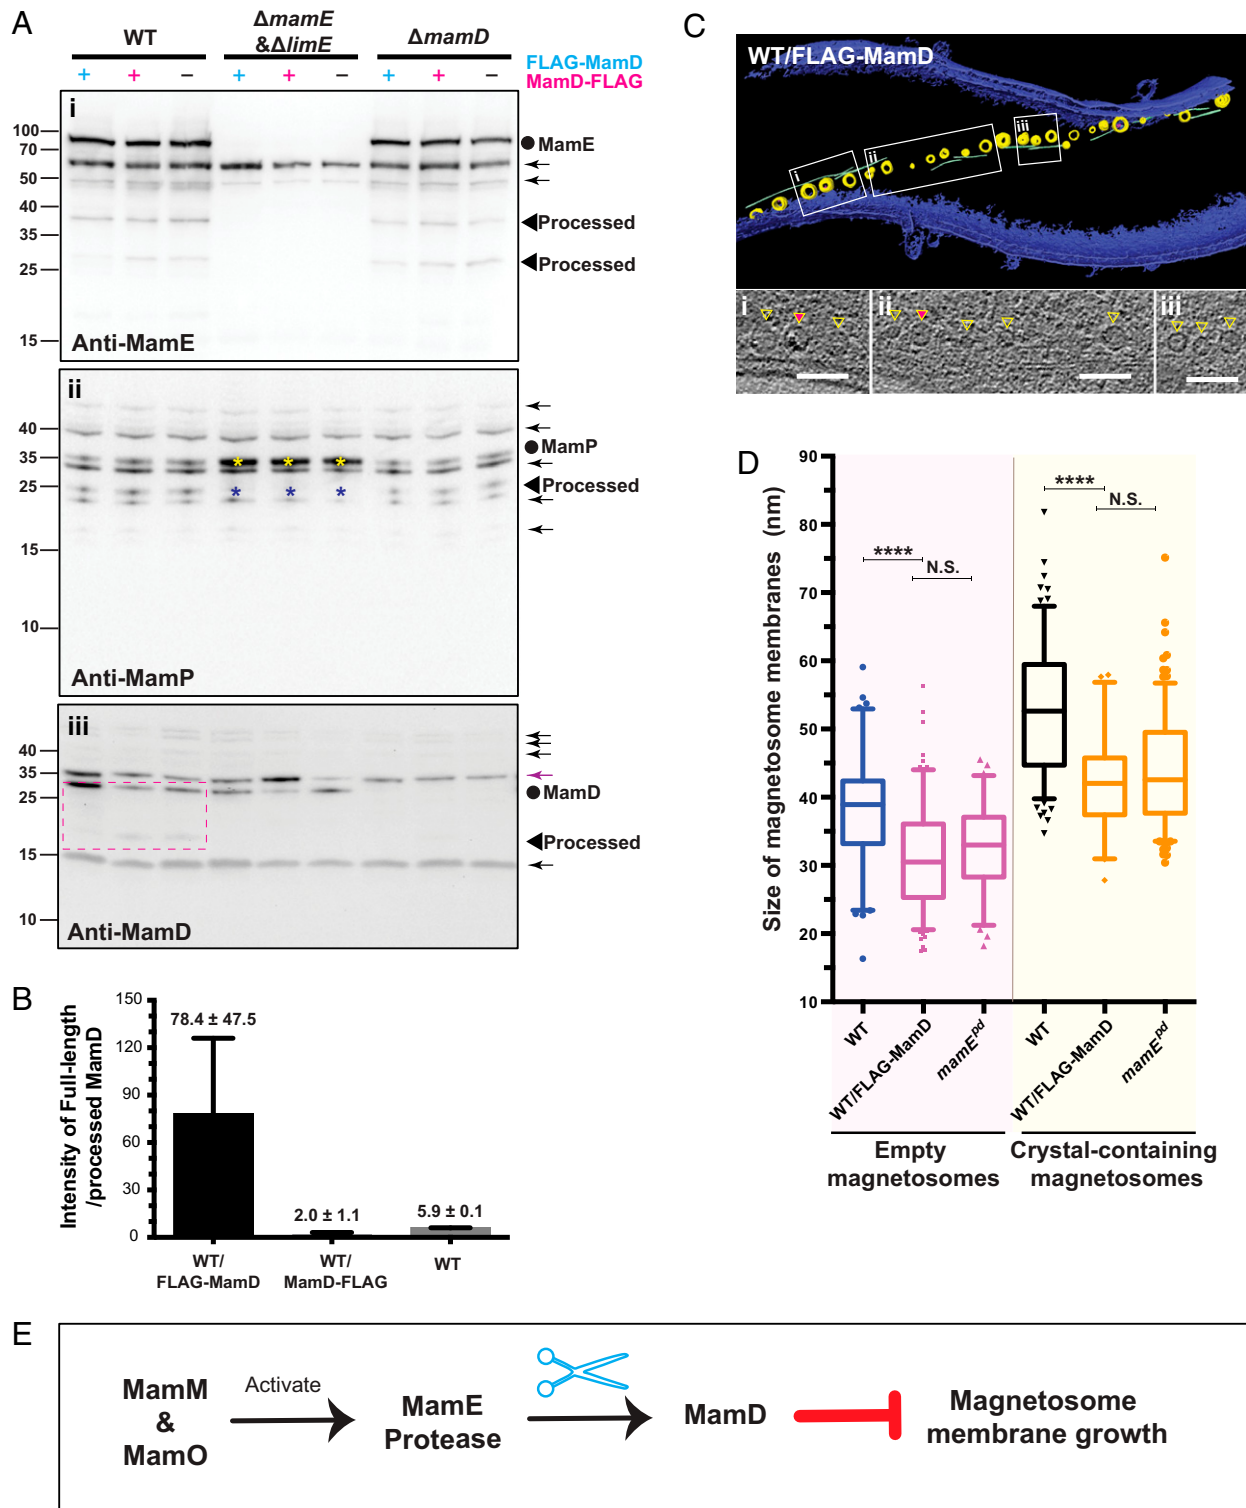 A
WT
ΔmamE
&ΔlimE
ΔmamD
+ + − + + − + + −
FLAG-MamD
MamD-FLAG
i
100
70
50
35
25
15
MamE
Processed
Processed
Anti-MamE
ii
40
35
25
15
10
* * *
* * *
MamP
Processed
Anti-MamP
iii
40
35
25
15
10
MamD
Processed
Anti-MamD
B
Intensity of Full-length
/processed MamD
150
120
90
60
30
0
78.4 ± 47.5
2.0 ± 1.1
5.9 ± 0.1
WT/
FLAG-MamD
WT/
MamD-FLAG
WT
C
WT/FLAG-MamD
i
ii
iii
i
ii
iii
D
Size of magnetosome membranes (nm)
90
80
70
60
50
40
30
20
10
****
N.S.
****
N.S.
WT
WT/FLAG-MamD
mamE^pd
WT
WT/FLAG-MamD
mamE^pd
Empty
magnetosomes
Crystal-containing
magnetosomes
E
MamM
&
MamO
Activate
MamE
Protease
MamD
Magnetosome
membrane growth